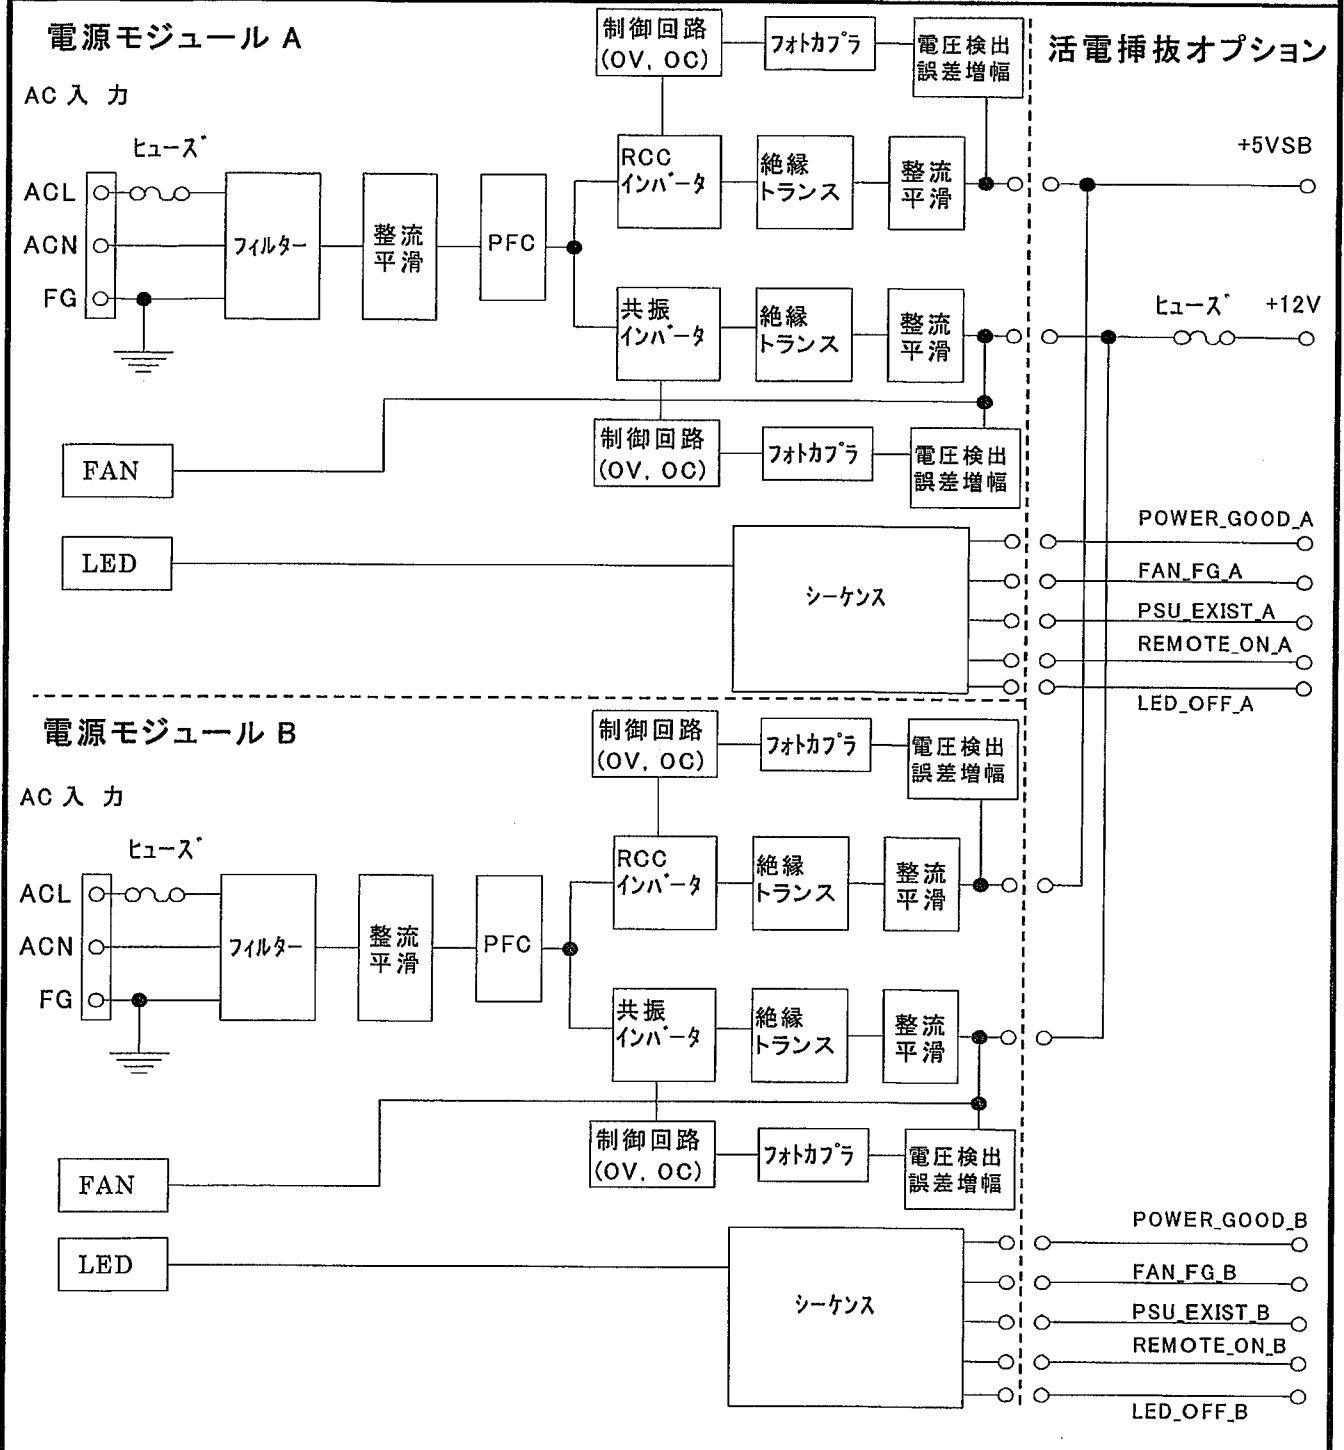 電源モジュール A
制御回路
(OV, OC)
フォトカプラ
電圧検出
誤差増幅
活電挿抜オプション
AC 入 力
ヒューズ
ACL
ACN
FG
フィルター
整流
平滑
PFC
RCC
インバータ
絶縁
トランス
整流
平滑
+5VSB
共振
インバータ
絶縁
トランス
整流
平滑
ヒューズ
+12V
制御回路
(OV, OC)
フォトカプラ
電圧検出
誤差増幅
FAN
LED
シーケンス
POWER_GOOD_A
FAN_FG_A
PSU_EXIST_A
REMOTE_ON_A
LED_OFF_A
電源モジュール B
制御回路
(OV, OC)
フォトカプラ
電圧検出
誤差増幅
AC 入 力
ヒューズ
ACL
ACN
FG
フィルター
整流
平滑
PFC
RCC
インバータ
絶縁
トランス
整流
平滑
共振
インバータ
絶縁
トランス
整流
平滑
制御回路
(OV, OC)
フォトカプラ
電圧検出
誤差増幅
FAN
LED
シーケンス
POWER_GOOD_B
FAN_FG_B
PSU_EXIST_B
REMOTE_ON_B
LED_OFF_B